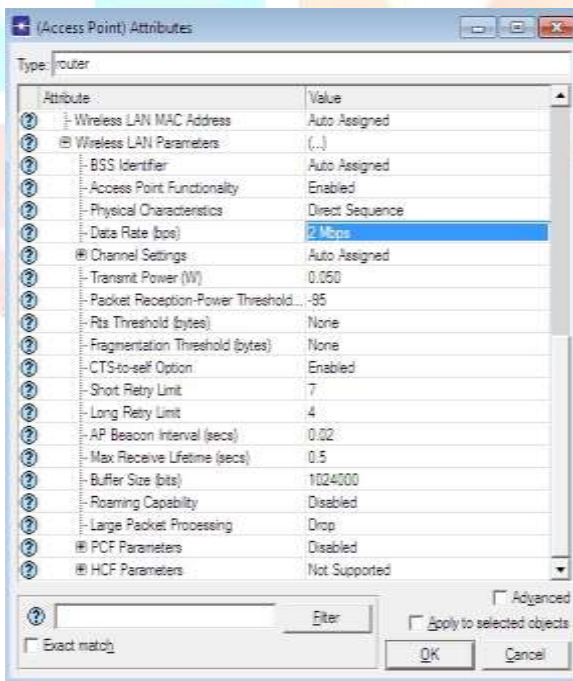 (Access Point) Attributes
Type: router
Attribute Value
Wireless LAN MAC Address Auto Assigned
Wireless LAN Parameters (...)
BSS Identifier Auto Assigned
Access Point Functionality Enabled
Physical Characteristics Direct Sequence
Data Rate (bps) 2 Mbps
Channel Settings Auto Assigned
Transmit Power (W) 0.050
Packet Reception-Power Threshold... -95
Rts Threshold (bytes) None
Fragmentation Threshold (bytes) None
CTS-to-self Option Enabled
Short Retry Limit 7
Long Retry Limit 4
AP Beacon Interval (secs) 0.02
Max Receive Lifetime (secs) 0.5
Buffer Size (bits) 1024000
Roaming Capability Disabled
Large Packet Processing Drop
PCF Parameters Disabled
HCF Parameters Not Supported
Advanced
Filter
Apply to selected objects
Exact match
OK Cancel